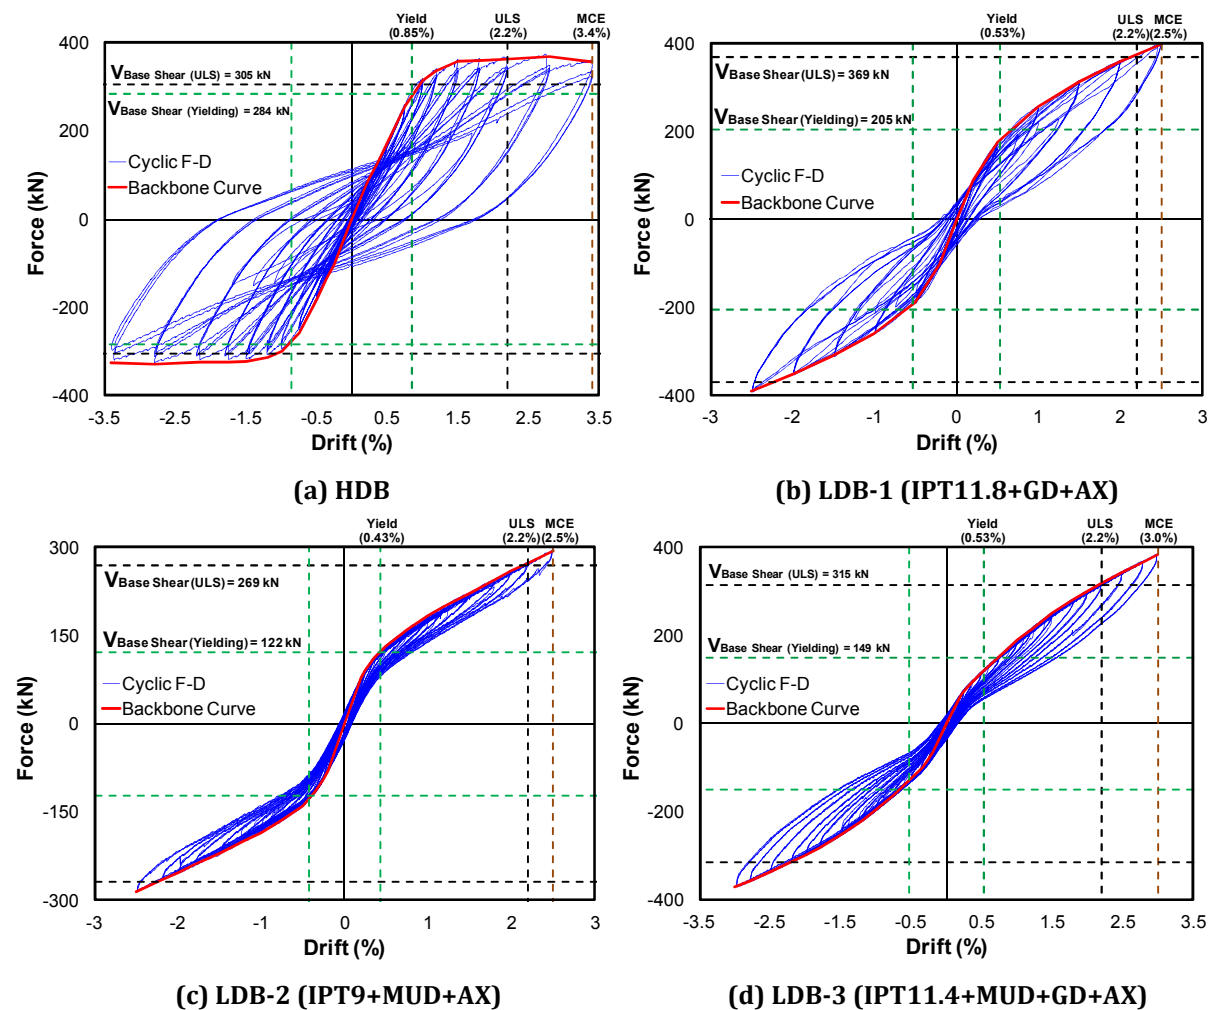 Yield ULS MCE
(0.85%) (2.2%) (3.4%)
400
VBase Shear (ULS) = 305 kN
VBase Shear (Yielding) = 284 kN
200
Cyclic F-D
Backbone Curve
0
-200
-400
Force (kN)
-3.5 -2.5 -1.5 -0.5 0.5 1.5 2.5 3.5
Drift (%)
(a) HDB
Yield ULS MCE
(0.53%) (2.2%) (2.5%)
400
VBase Shear (ULS) = 369 kN
VBase Shear (Yielding) = 205 kN
200
Cyclic F-D
Backbone Curve
0
-200
-400
Force (kN)
-3 -2 -1 0 1 2 3
Drift (%)
(b) LDB-1 (IPT11.8+GD+AX)
Yield ULS MCE
(0.43%) (2.2%) (2.5%)
300
VBase Shear (ULS) = 269 kN
VBase Shear (Yielding) = 122 kN
150
Cyclic F-D
Backbone Curve
0
-150
-300
Force (kN)
-3 -2 -1 0 1 2 3
Drift (%)
(c) LDB-2 (IPT9+MUD+AX)
Yield ULS MCE
(0.53%) (2.2%) (3.0%)
400
VBase Shear (ULS) = 315 kN
VBase Shear (Yielding) = 149 kN
200
Cyclic F-D
Backbone Curve
0
-200
-400
Force (kN)
-3.5 -2.5 -1.5 -0.5 0.5 1.5 2.5 3.5
Drift (%)
(d) LDB-3 (IPT11.4+MUD+GD+AX)